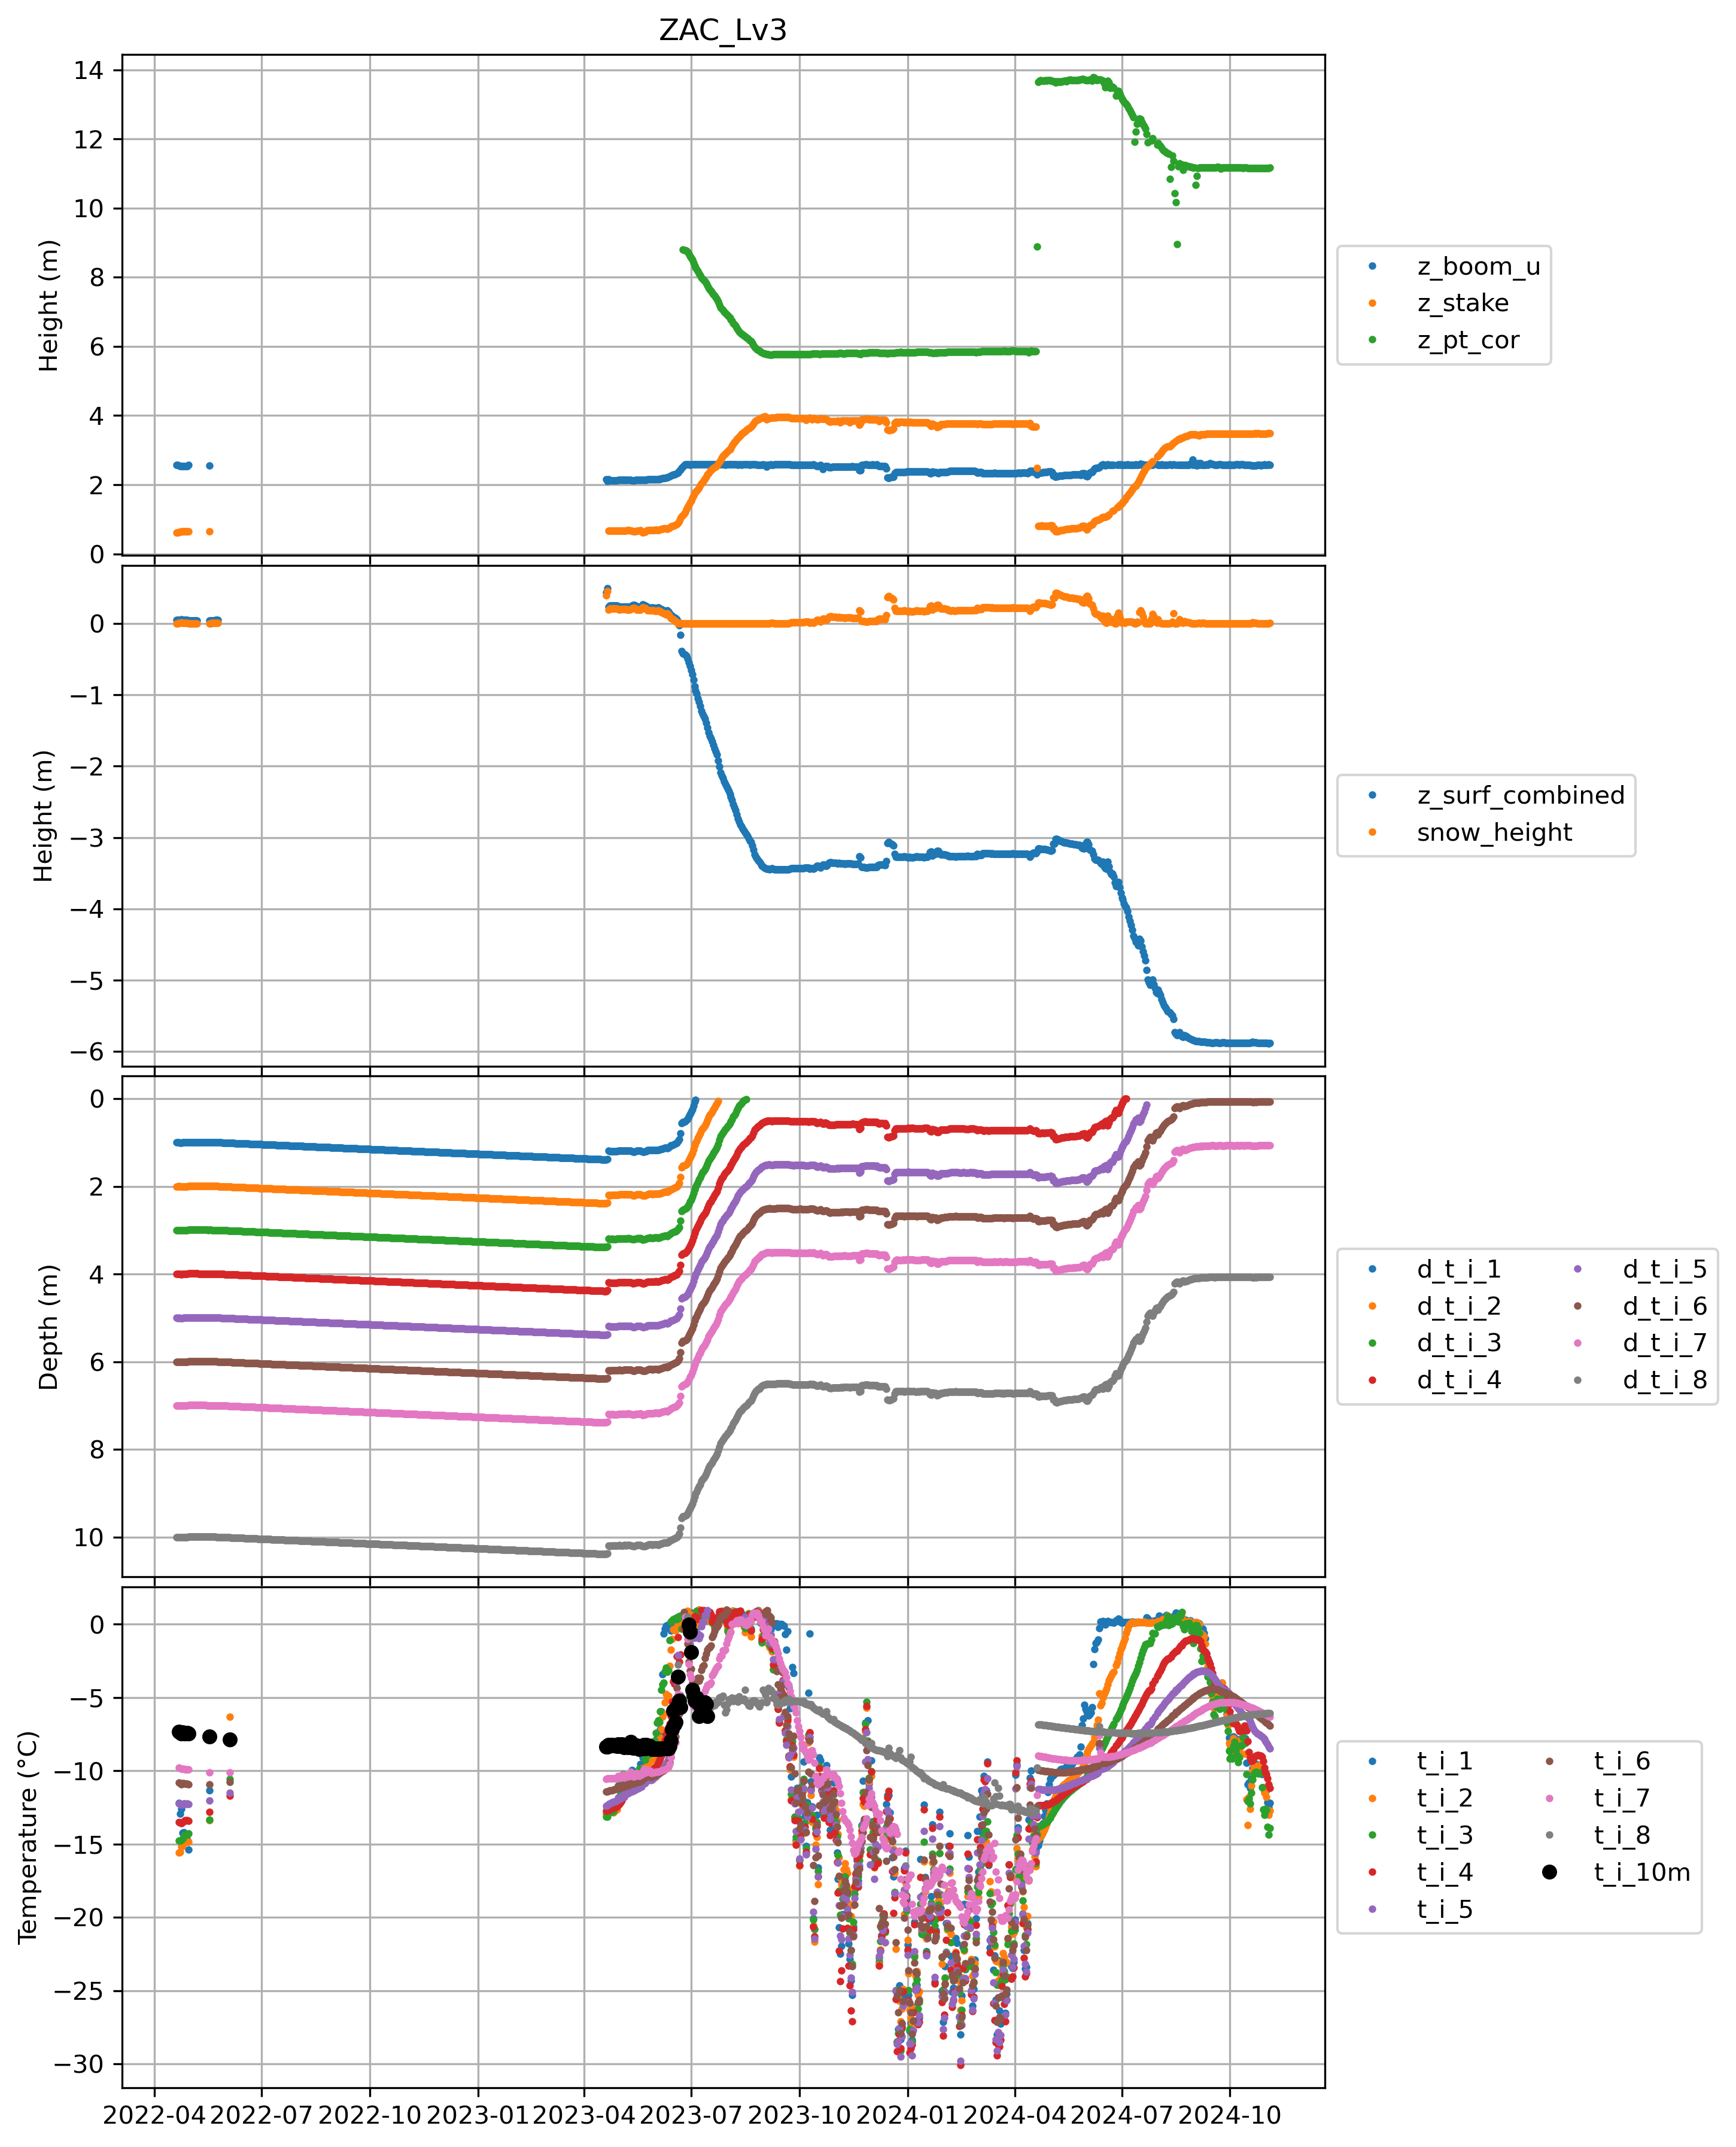 ZAC_Lv3
14
12
10
8
6
4
2
0
Height (m)
z_boom_u
z_stake
z_pt_cor
0
−1
−2
−3
−4
−5
−6
Height (m)
z_surf_combined
snow_height
0
2
4
6
8
10
Depth (m)
d_t_i_1
d_t_i_2
d_t_i_3
d_t_i_4
d_t_i_5
d_t_i_6
d_t_i_7
d_t_i_8
0
−5
−10
−15
−20
−25
−30
Temperature (°C)
t_i_1
t_i_2
t_i_3
t_i_4
t_i_5
t_i_6
t_i_7
t_i_8
t_i_10m
2022-04 2022-07 2022-10 2023-01 2023-04 2023-07 2023-10 2024-01 2024-04 2024-07 2024-10